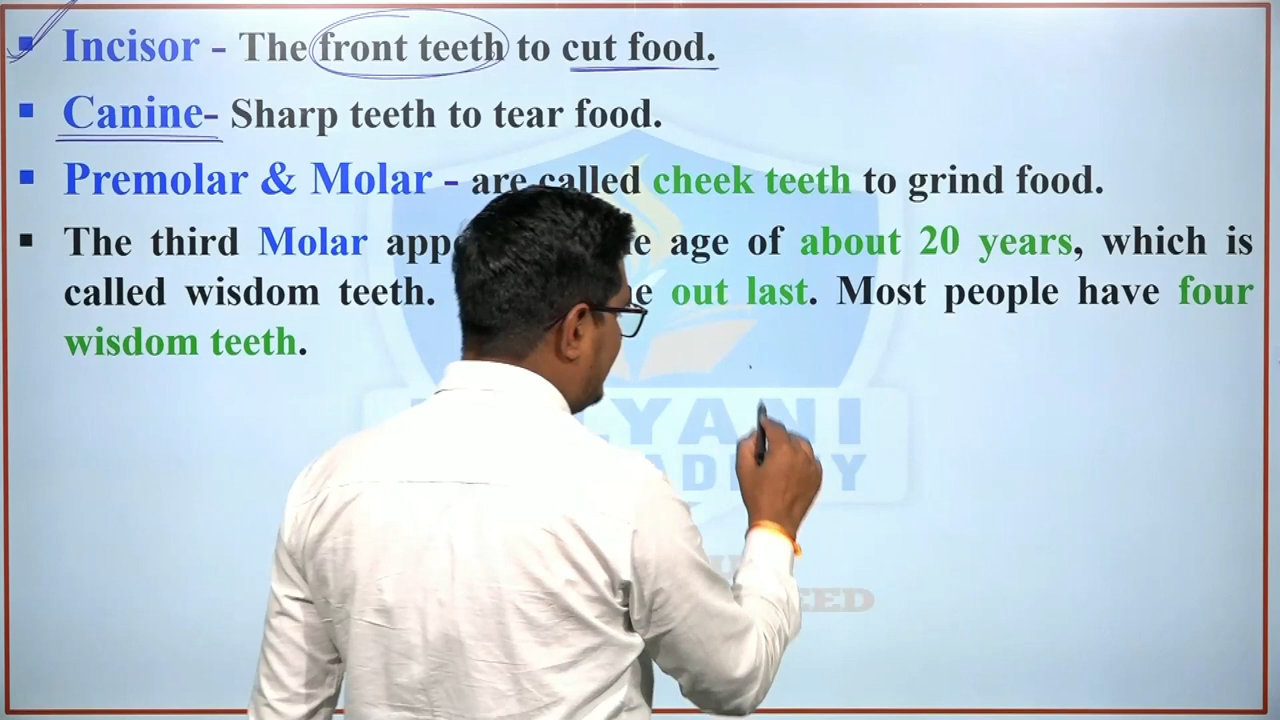 Incisor - The front teeth to cut food.
Canine- Sharp teeth to tear food.
Premolar & Molar - are called cheek teeth to grind food.
The third Molar age of about 20 years, which is
called wisdom teeth. out last. Most people have four
wisdom teeth.